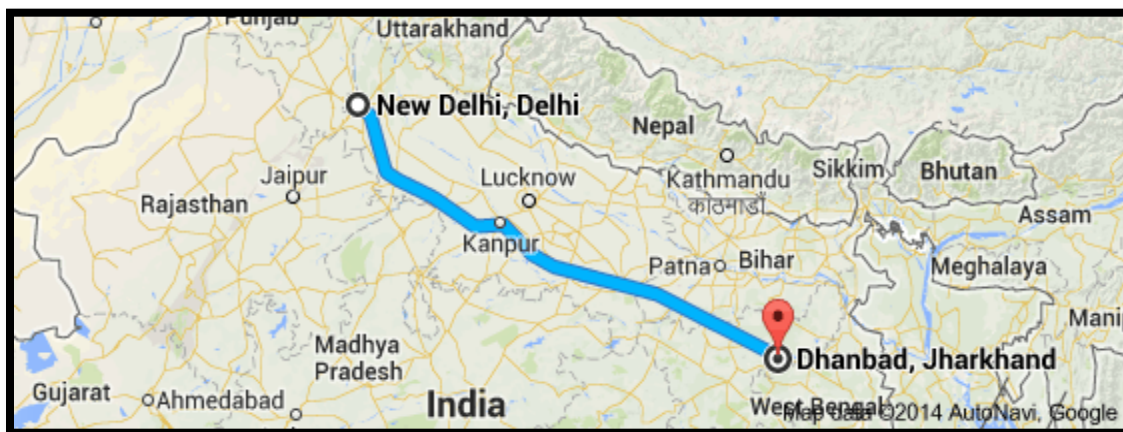 Punjab
Uttarakhand
New Delhi, Delhi
Nepal
Sikkim
Bhutan
Jaipur
Lucknow
Kathmandu
काठमाडौँ
Rajasthan
Assam
Kanpur
Patna
Bihar
Meghalaya
Manip
Madhya
Pradesh
Dhanbad, Jharkhand
Gujarat
Ahmedabad
India
West Bengal
Map data ©2014 AutoNavi, Google